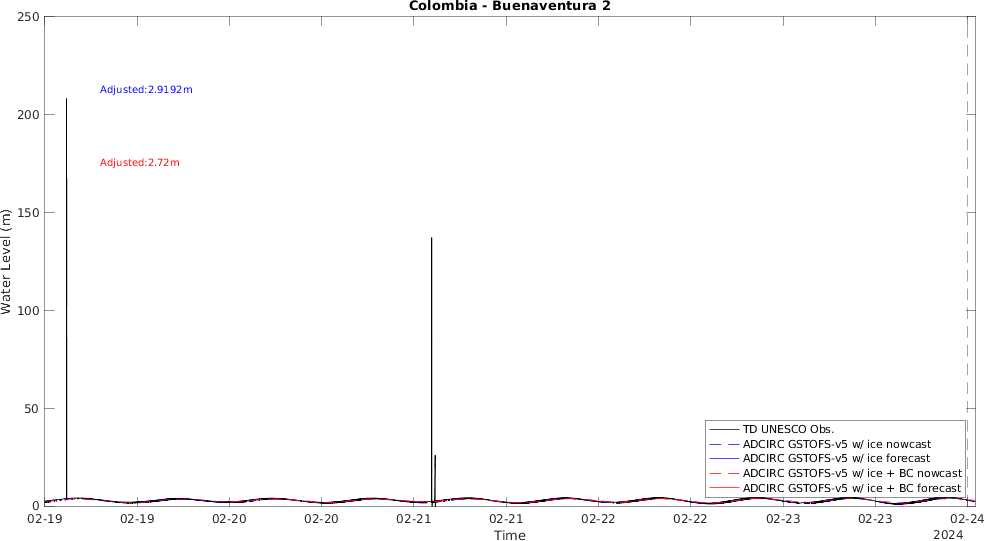 Colombia - Buenaventura 2
250
200
150
100
50
0
Water Level (m)
Adjusted:2.9192m
Adjusted:2.72m
TD UNESCO Obs.
ADCIRC GSTOFS-v5 w/ ice nowcast
ADCIRC GSTOFS-v5 w/ ice forecast
ADCIRC GSTOFS-v5 w/ ice + BC nowcast
ADCIRC GSTOFS-v5 w/ ice + BC forecast
02-19 02-19 02-20 02-20 02-21 02-21 02-22 02-22 02-23 02-23 02-24
2024
Time